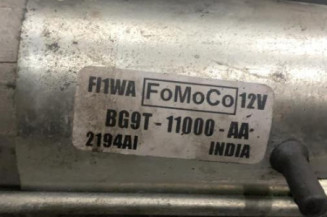 FI1WA FoMoCo 12V
BG9T-11000-AA-
2194AI INDIA